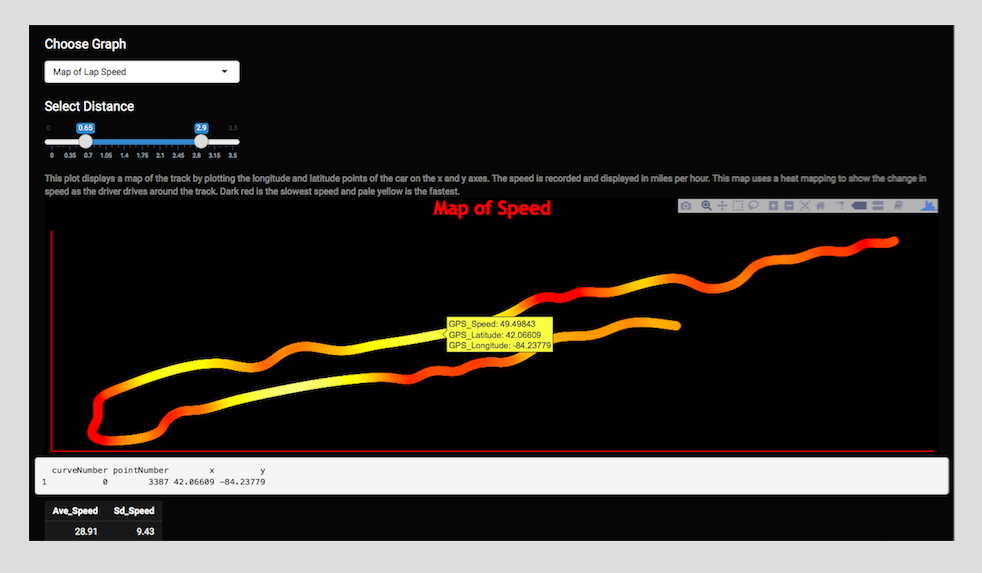 Choose Graph
Map of Lap Speed
Select Distance
0 0.65 2.9 3.5
0 0.35 0.7 1.05 1.4 1.75 2.1 2.45 2.8 3.15 3.5
This plot displays a map of the track by plotting the longitude and latitude points of the car on the x and y axes. The speed is recorded and displayed in miles per hour. This map uses a heat mapping to show the change in
speed as the driver drives around the track. Dark red is the slowest speed and pale yellow is the fastest.
Map of Speed
GPS_Speed: 49.49843
GPS_Latitude: 42.06609
GPS_Longitude: -84.23779
curveNumber pointNumber x y
1 0 3387 42.06609 -84.23779
Ave_Speed Sd_Speed
28.91 9.43